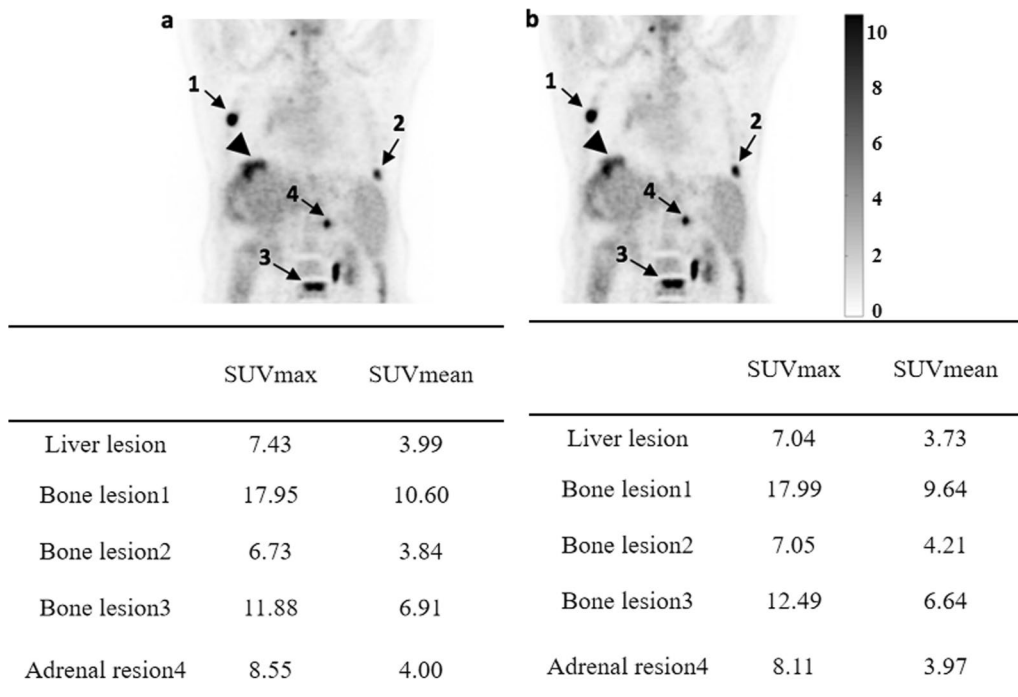 a
1
2
4
3
b
1
2
4
3
10
8
6
4
2
0
SUVmax SUVmean
Liver lesion 7.43 3.99
Bone lesion1 17.95 10.60
Bone lesion2 6.73 3.84
Bone lesion3 11.88 6.91
Adrenal resion4 8.55 4.00
SUVmax SUVmean
Liver lesion 7.04 3.73
Bone lesion1 17.99 9.64
Bone lesion2 7.05 4.21
Bone lesion3 12.49 6.64
Adrenal resion4 8.11 3.97